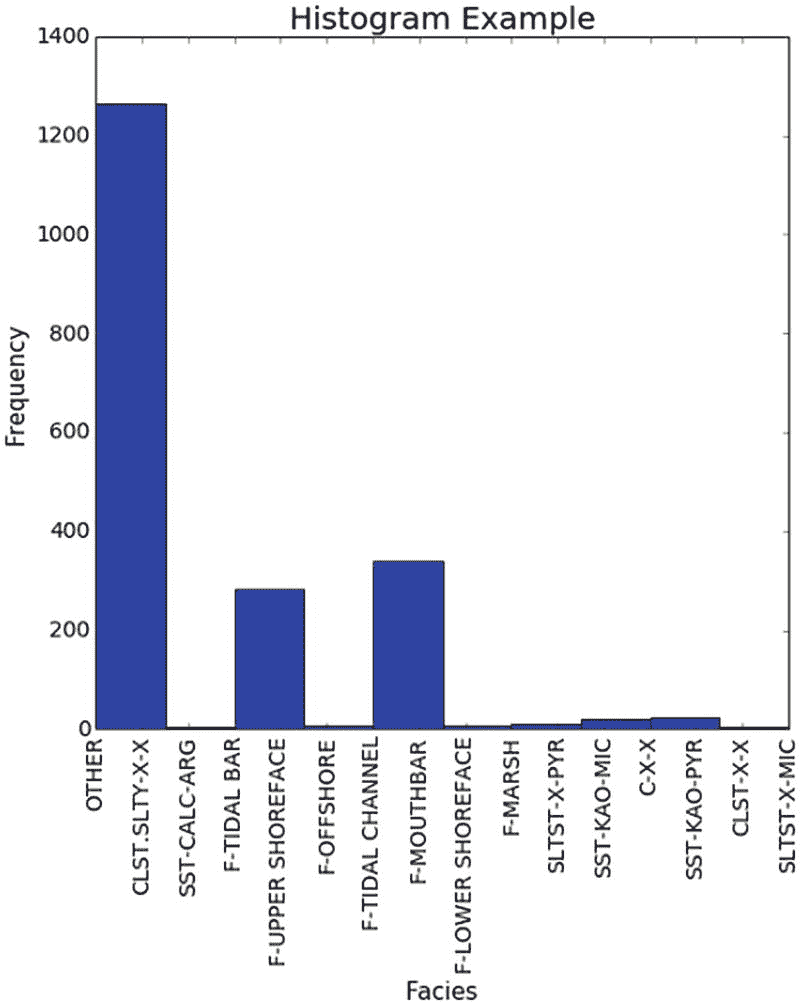 Histogram Example
1400
1200
1000
800
600
400
200
0
Frequency
OTHER
CLST.SLTY-X-X
SST-CALC-ARG
F-TIDAL BAR
F-UPPER SHOREFACE
F-OFFSHORE
F-TIDAL CHANNEL
F-MOUTHBAR
F-LOWER SHOREFACE
F-MARSH
SLTST-X-PYR
SST-KAO-MIC
C-X-X
SST-KAO-PYR
CLST-X-X
SLTST-X-MIC
Facies